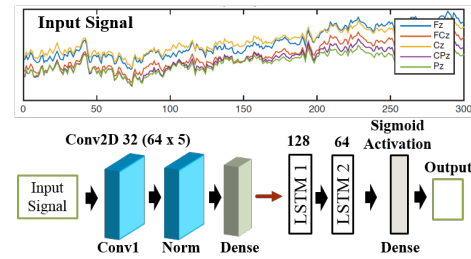 Input Signal
Fz
FCz
Cz
CPz
Pz
0 50 100 150 200 250 300
Conv2D 32 (64 x 5)
128 64
Sigmoid
Activation
Input
Signal
LSTM 1
LSTM 2
Output
Conv1 Norm Dense
Dense